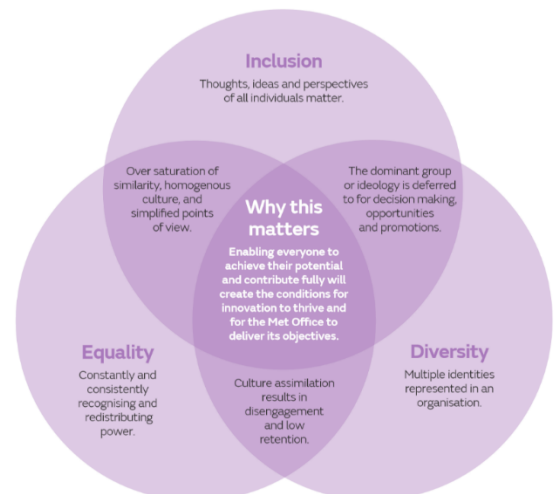 Inclusion
Thoughts, ideas and perspectives
of all individuals matter.
Over saturation of
similarity, homogenous
culture, and
simplified points
of view.
The dominant group
or ideology is deferred
to for decision making,
opportunities
and promotions.
Why this
matters
Enabling everyone to
achieve their potential
and contribute fully will
create the conditions for
innovation to thrive and
for the Met Office to
deliver its objectives.
Equality
Constantly and
consistently
recognising and
redistributing
power.
Culture assimilation
results in
disengagement
and low
retention.
Diversity
Multiple identities
represented in an
organisation.